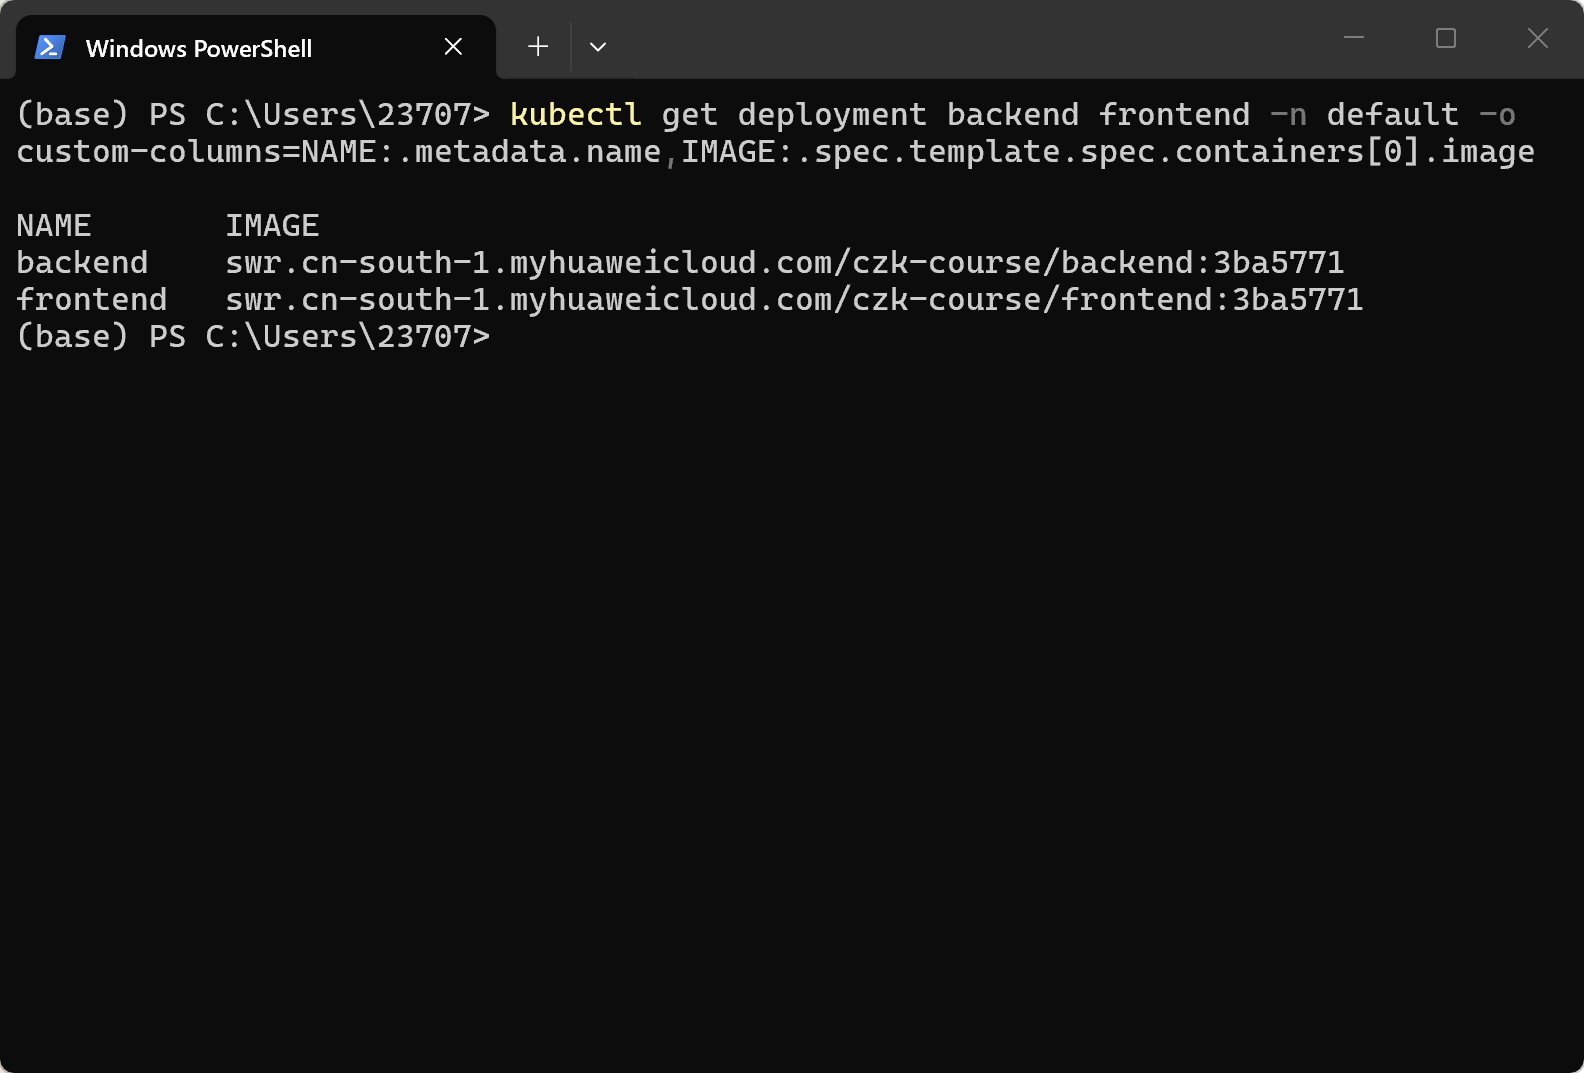 Windows PowerShell
(base) PS C:\Users\23707> kubectl get deployment backend frontend -n default -o
custom-columns=NAME:.metadata.name,IMAGE:.spec.template.spec.containers[0].image
NAME       IMAGE
backend    swr.cn-south-1.myhuaweicloud.com/czk-course/backend:3ba5771
frontend   swr.cn-south-1.myhuaweicloud.com/czk-course/frontend:3ba5771
(base) PS C:\Users\23707>